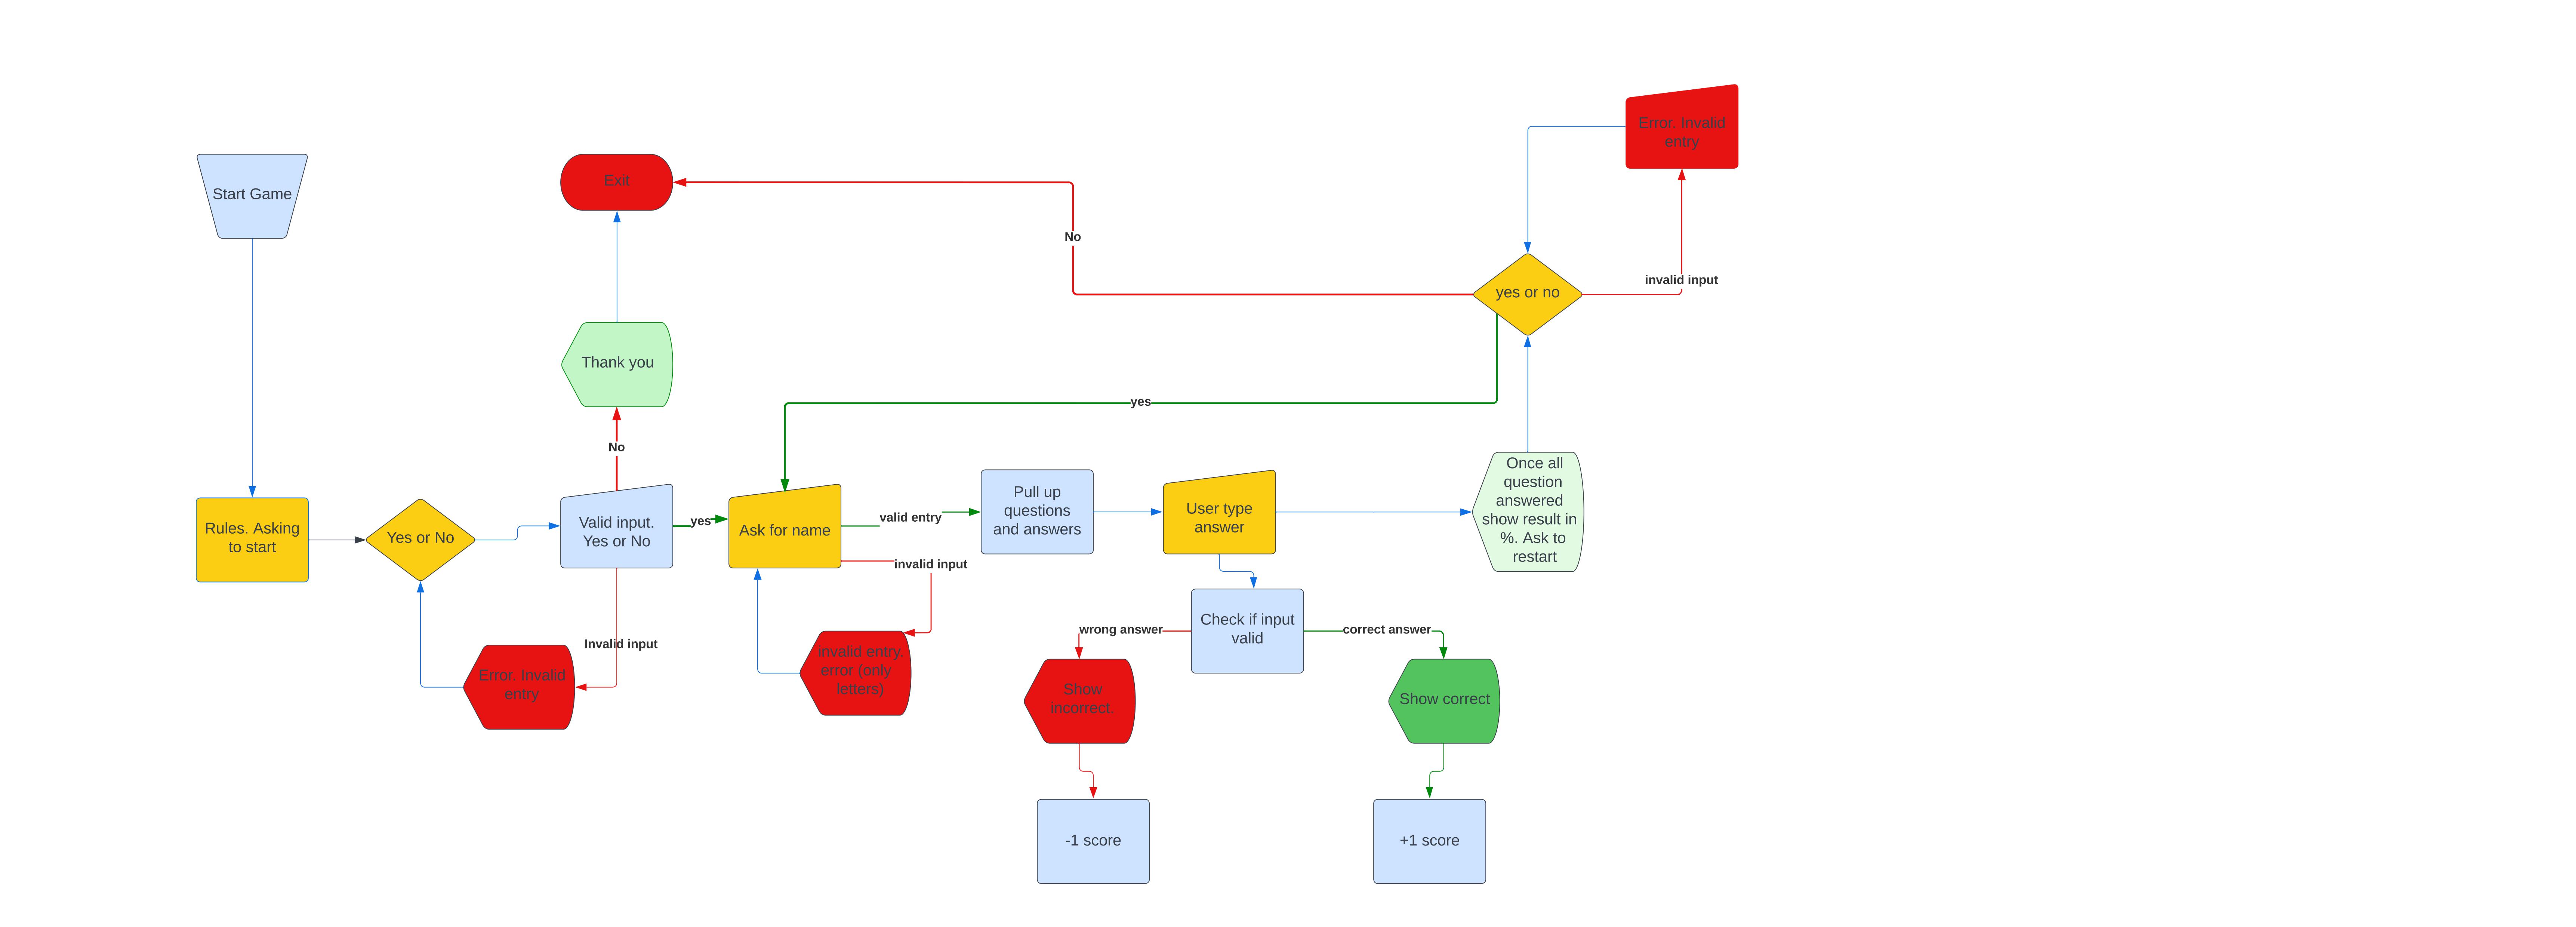 Error. Invalid
entry
Start Game
Exit
No
invalid input
yes or no
Thank you
yes
No
Once all
question
answered
show result in
%. Ask to
restart
Rules. Asking
to start
Yes or No
Valid input.
Yes or No
yes
Ask for name
valid entry
invalid input
Pull up
questions
and answers
User type
answer
Check if input
valid
wrong answer
correct answer
Invalid input
Error. Invalid
entry
invalid entry.
error (only
letters)
Show
incorrect.
Show correct
-1 score
+1 score